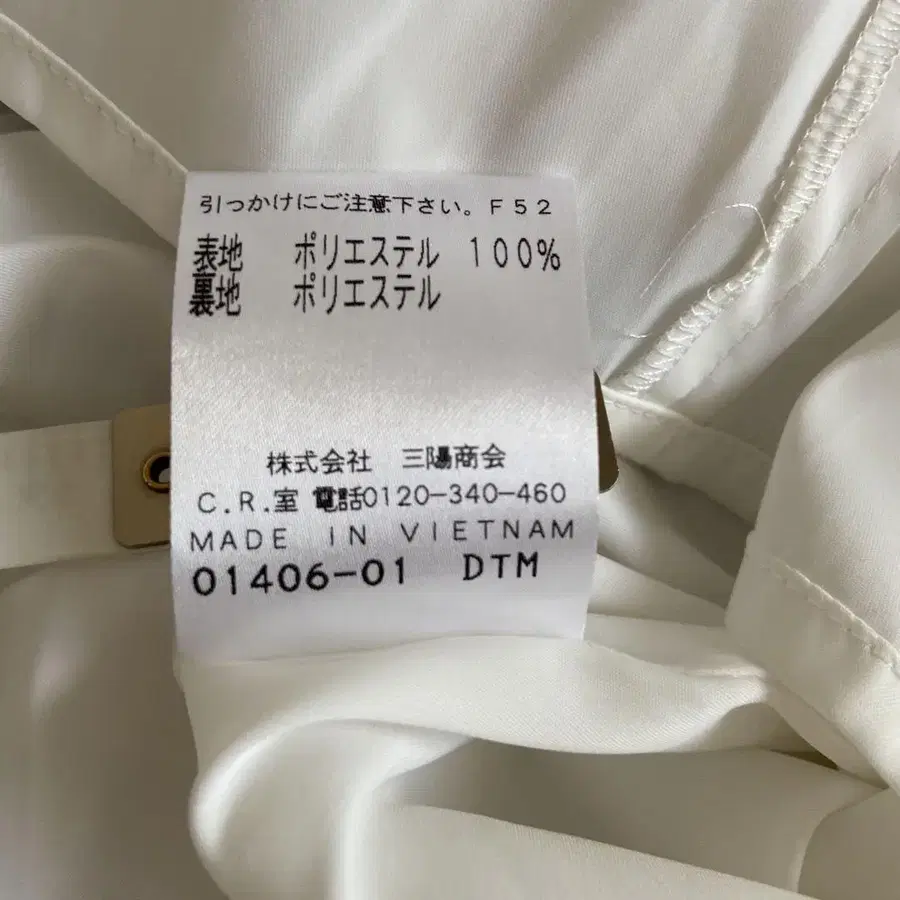 引っかけにご注意下さい。F52
表地 ポリエステル 100%
裏地 ポリエステル
株式会社 三陽商会
C.R.室 電話0120-340-460
MADE IN VIETNAM
01406-01 DTM